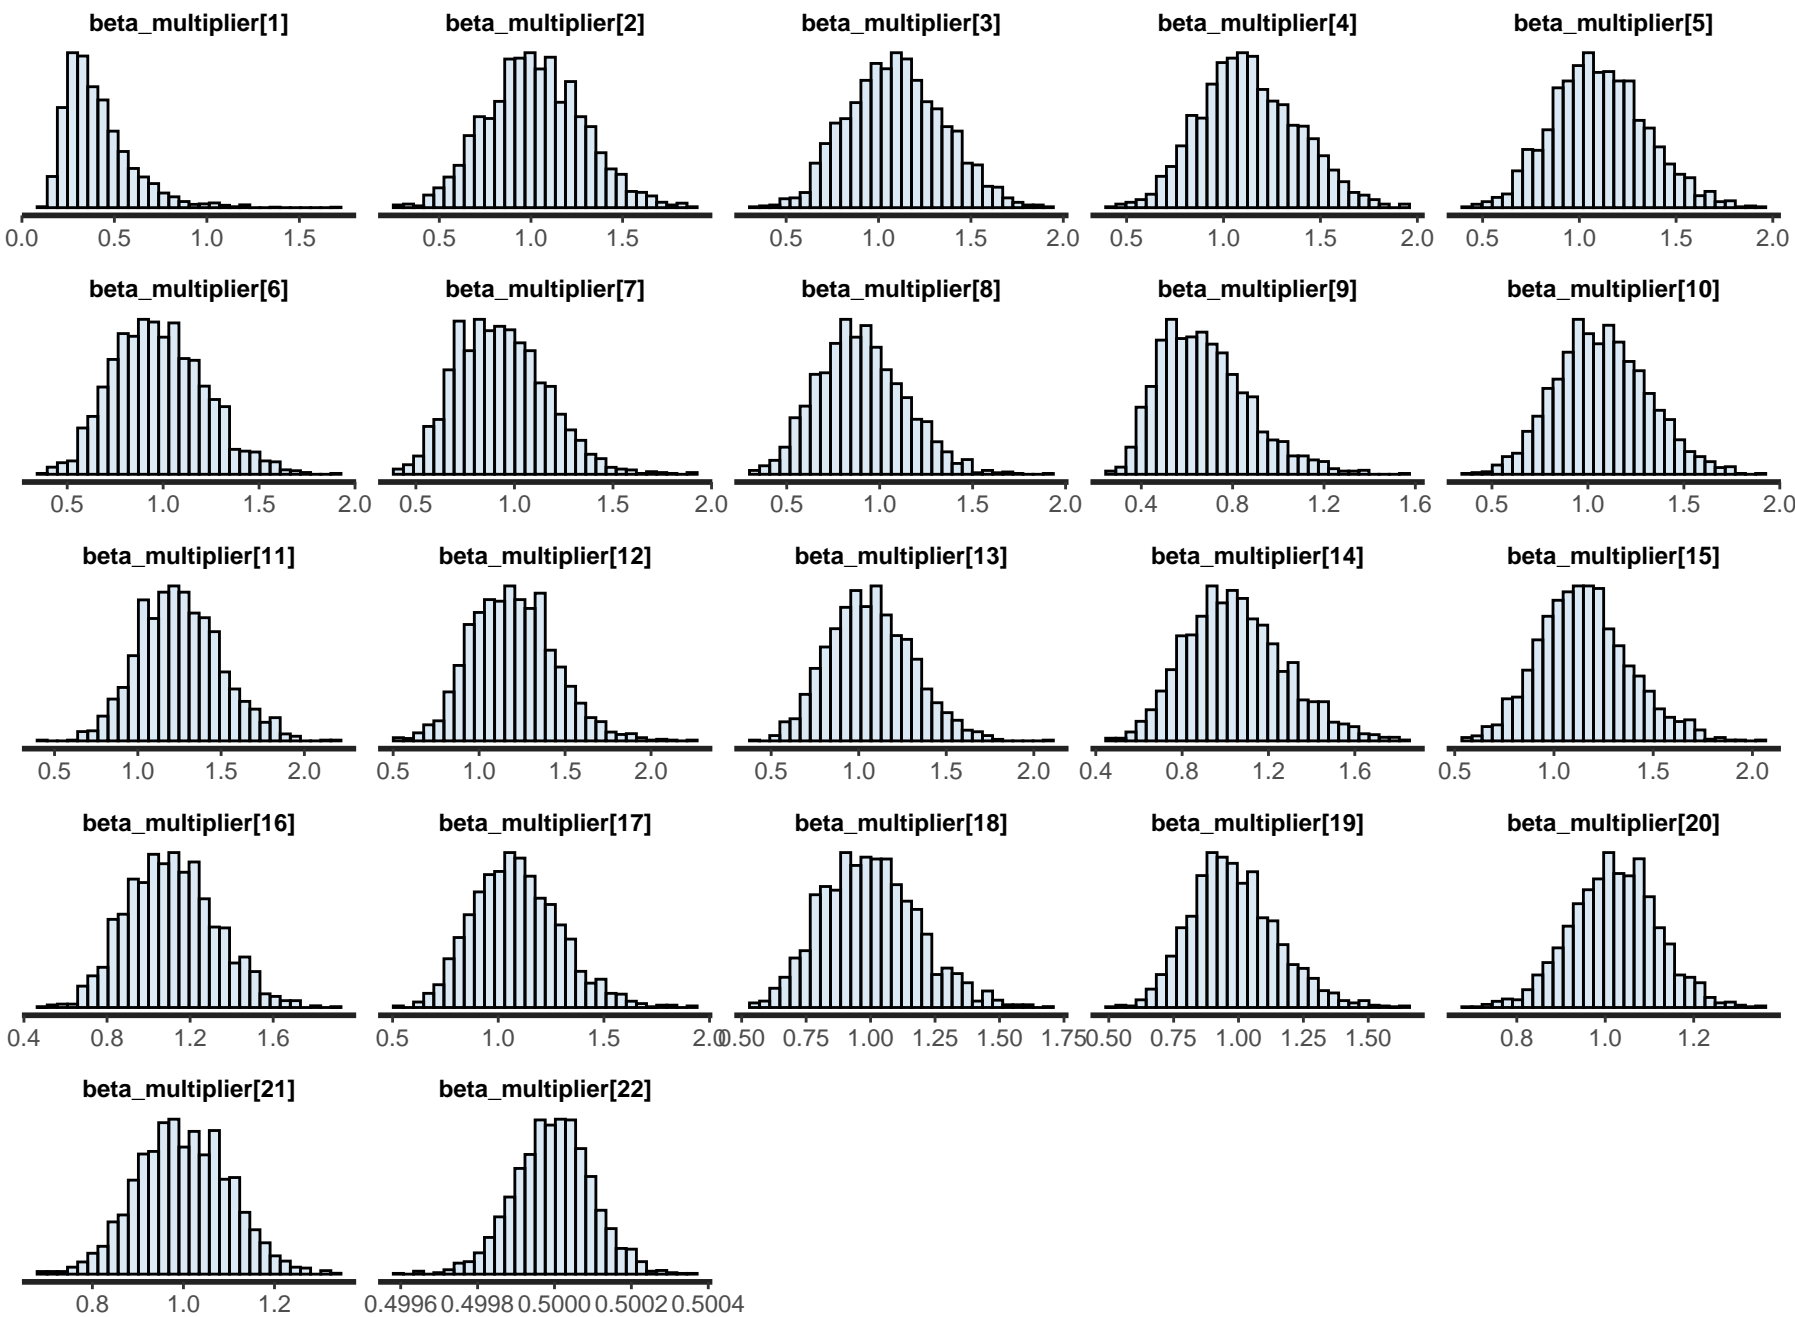 beta_multiplier[1] beta_multiplier[2] beta_multiplier[3] beta_multiplier[4] beta_multiplier[5]
0.0 0.5 1.0 1.5 0.5 1.0 1.5 0.5 1.0 1.5 2.0 0.5 1.0 1.5 2.0 0.5 1.0 1.5 2.0
beta_multiplier[6] beta_multiplier[7] beta_multiplier[8] beta_multiplier[9] beta_multiplier[10]
0.5 1.0 1.5 2.0 0.5 1.0 1.5 2.0 0.5 1.0 1.5 2.0 0.4 0.8 1.2 1.6 0.5 1.0 1.5 2.0
beta_multiplier[11] beta_multiplier[12] beta_multiplier[13] beta_multiplier[14] beta_multiplier[15]
0.5 1.0 1.5 2.0 0.5 1.0 1.5 2.0 0.5 1.0 1.5 2.0 0.4 0.8 1.2 1.6 0.5 1.0 1.5 2.0
beta_multiplier[16] beta_multiplier[17] beta_multiplier[18] beta_multiplier[19] beta_multiplier[20]
0.4 0.8 1.2 1.6 0.5 1.0 1.5 2.0 0.50 0.75 1.00 1.25 1.50 1.75 0.50 0.75 1.00 1.25 1.50 0.8 1.0 1.2
beta_multiplier[21] beta_multiplier[22]
0.8 1.0 1.2 0.4996 0.4998 0.5000 0.5002 0.5004